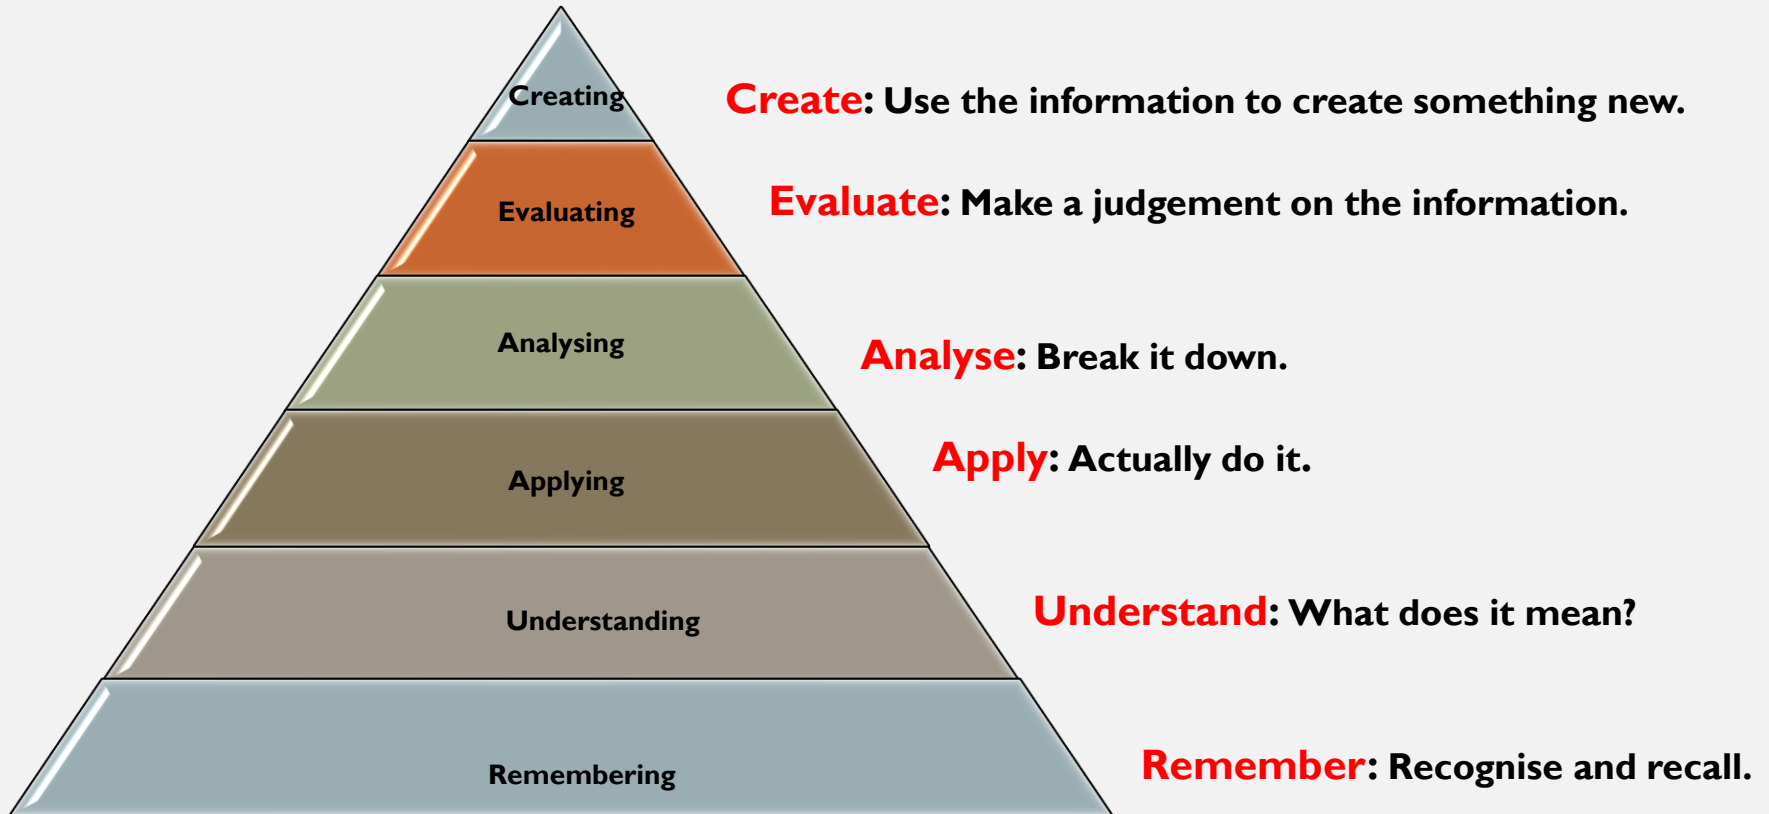 Creating
Create: Use the information to create something new.
Evaluating
Evaluate: Make a judgement on the information.
Analysing
Analyse: Break it down.
Applying
Apply: Actually do it.
Understanding
Understand: What does it mean?
Remembering
Remember: Recognise and recall.